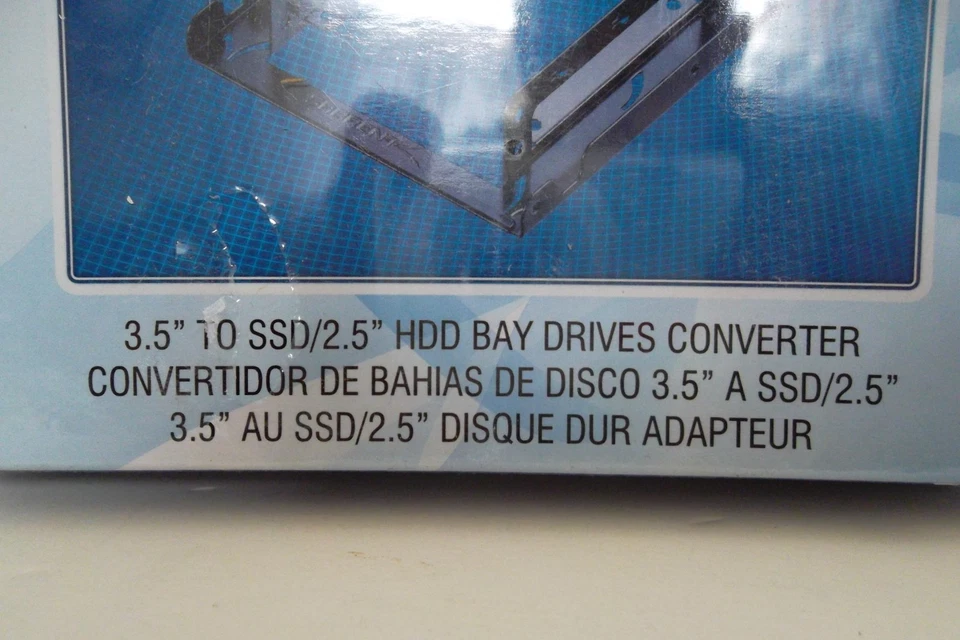 3.5” TO SSD/2.5” HDD BAY DRIVES CONVERTER
CONVERTIDOR DE BAHIAS DE DISCO 3.5” A SSD/2.5”
3.5” AU SSD/2.5” DISQUE DUR ADAPTEUR